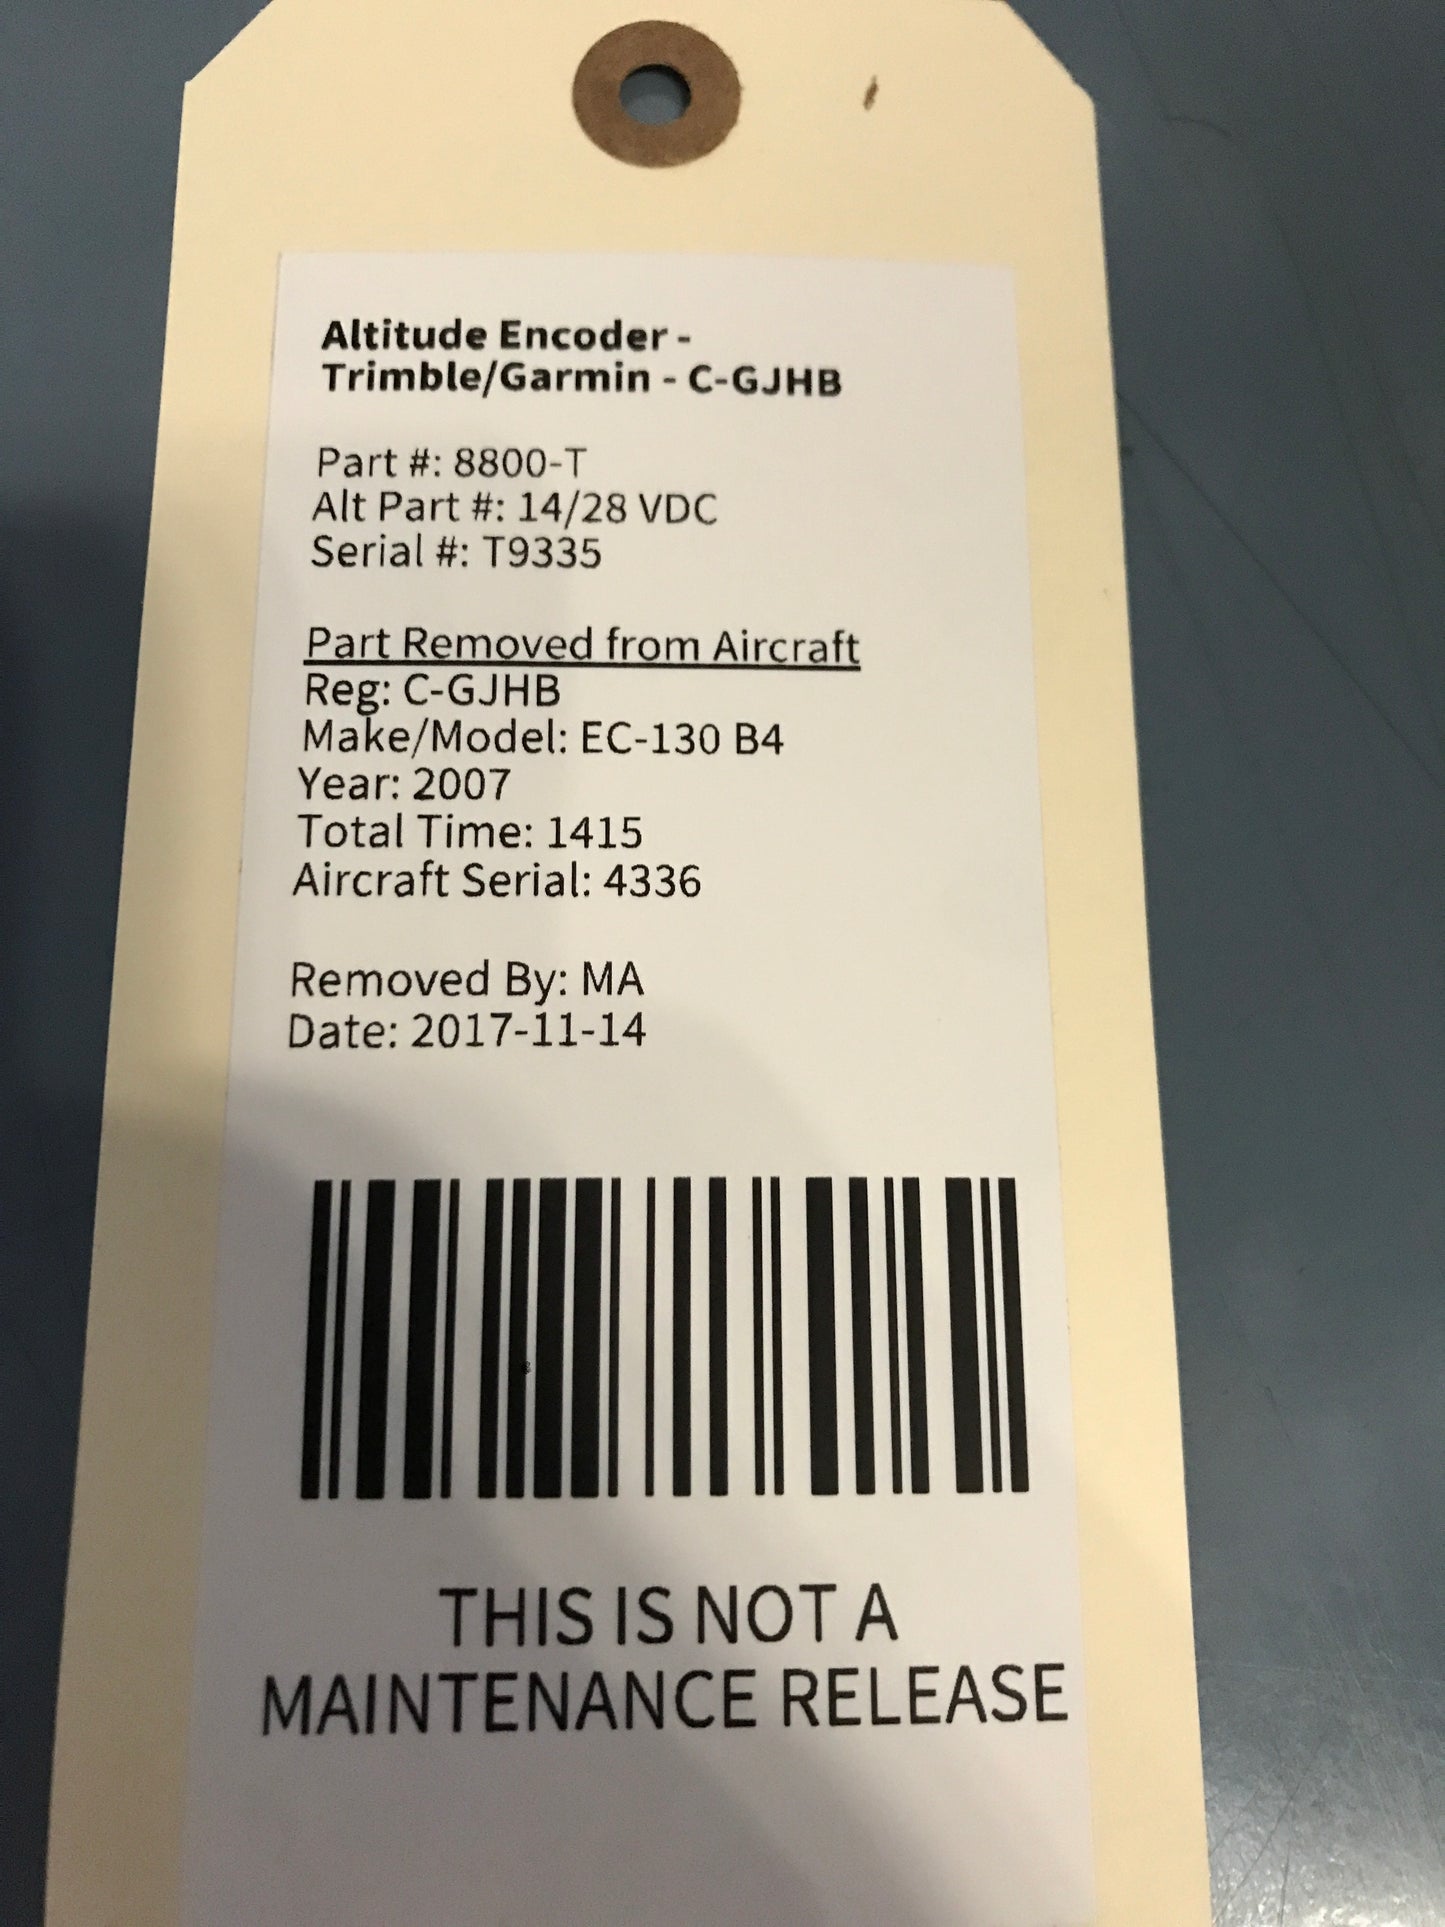 Altitude Encoder -
Trimble/Garmin - C-GJHB
Part #: 8800-T
Alt Part #: 14/28 VDC
Serial #: T9335
Part Removed from Aircraft
Reg: C-GJHB
Make/Model: EC-130 B4
Year: 2007
Total Time: 1415
Aircraft Serial: 4336
Removed By: MA
Date: 2017-11-14
THIS IS NOT A
MAINTENANCE RELEASE